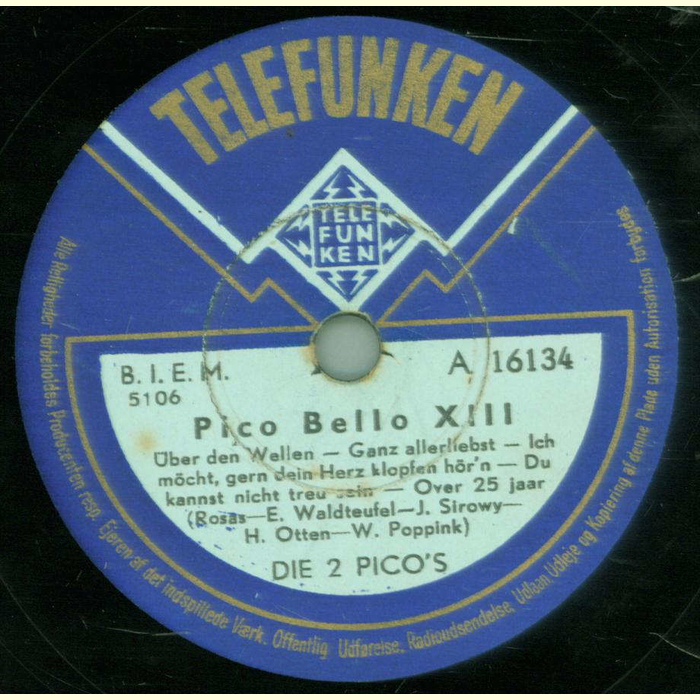 TELEFUNKEN
TELE
FUN
KEN
B. I. E. M.
A 16134
5106
Pico Bello XIII
Über den Wellen — Ganz allerliebst — Ich
möcht, gern dein Herz klopfen hör'n — Du
kannst nicht treu sein — Over 25 jaar
(Rosas—E. Waldteufel—J. Sirowy—
H. Otten—W. Poppink)
DIE 2 PICO'S
Alle Rettigheder forbeholdes Producenten resp. Ejeren af det indspillede Værk. Offentlig Udførelse, Radioudsendelse, Udlaan Udleje og Kopiering af denne Plade uden Autorisation forbydes